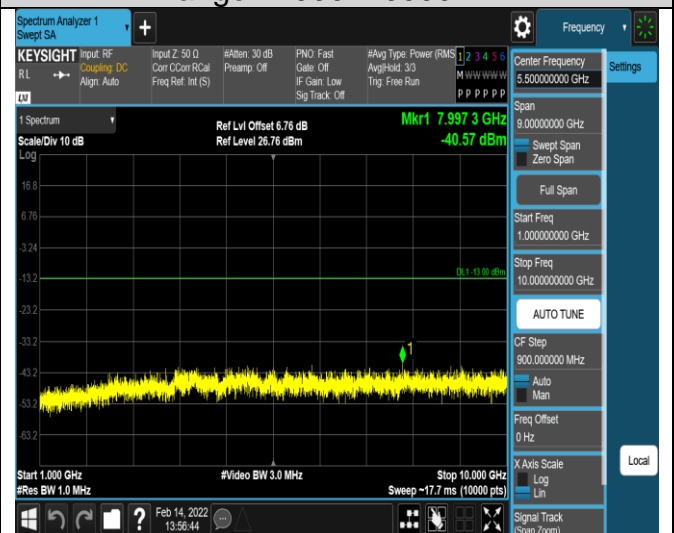 Spectrum Analyzer 1
Swept SA
Frequency
KEYSIGHT
RL
LXI
Input: RF
Coupling: DC
Align: Auto
Input Z: 50 Ω
Corr CCorr RCal
Freq Ref: Int (S)
#Atten: 30 dB
Preamp: Off
PNO: Fast
Gate: Off
IF Gain: Low
Sig Track: Off
#Avg Type: Power (RMS
Avg|Hold: 3/3
Trig: Free Run
1 2 3 4 5 6
M W W W W W
P P P P P P
1 Spectrum
Scale/Div 10 dB
Log
Ref Lvl Offset 6.76 dB
Ref Level 26.76 dBm
Mkr1 7.997 3 GHz
-40.57 dBm
16.8
6.76
-3.24
-13.2
-23.2
-33.2
-43.2
-53.2
-63.2
DL1 -13.00 dBm
1
Start 1.000 GHz
#Res BW 1.0 MHz
#Video BW 3.0 MHz
Stop 10.000 GHz
Sweep ~17.7 ms (10000 pts)
Feb 14, 2022
13:56:44
Center Frequency
5.500000000 GHz
Span
9.00000000 GHz
Swept Span
Zero Span
Full Span
Start Freq
1.000000000 GHz
Stop Freq
10.000000000 GHz
AUTO TUNE
CF Step
900.000000 MHz
Auto
Man
Freq Offset
0 Hz
X Axis Scale
Log
Lin
Signal Track
(Span Zoom)
Settings
Local